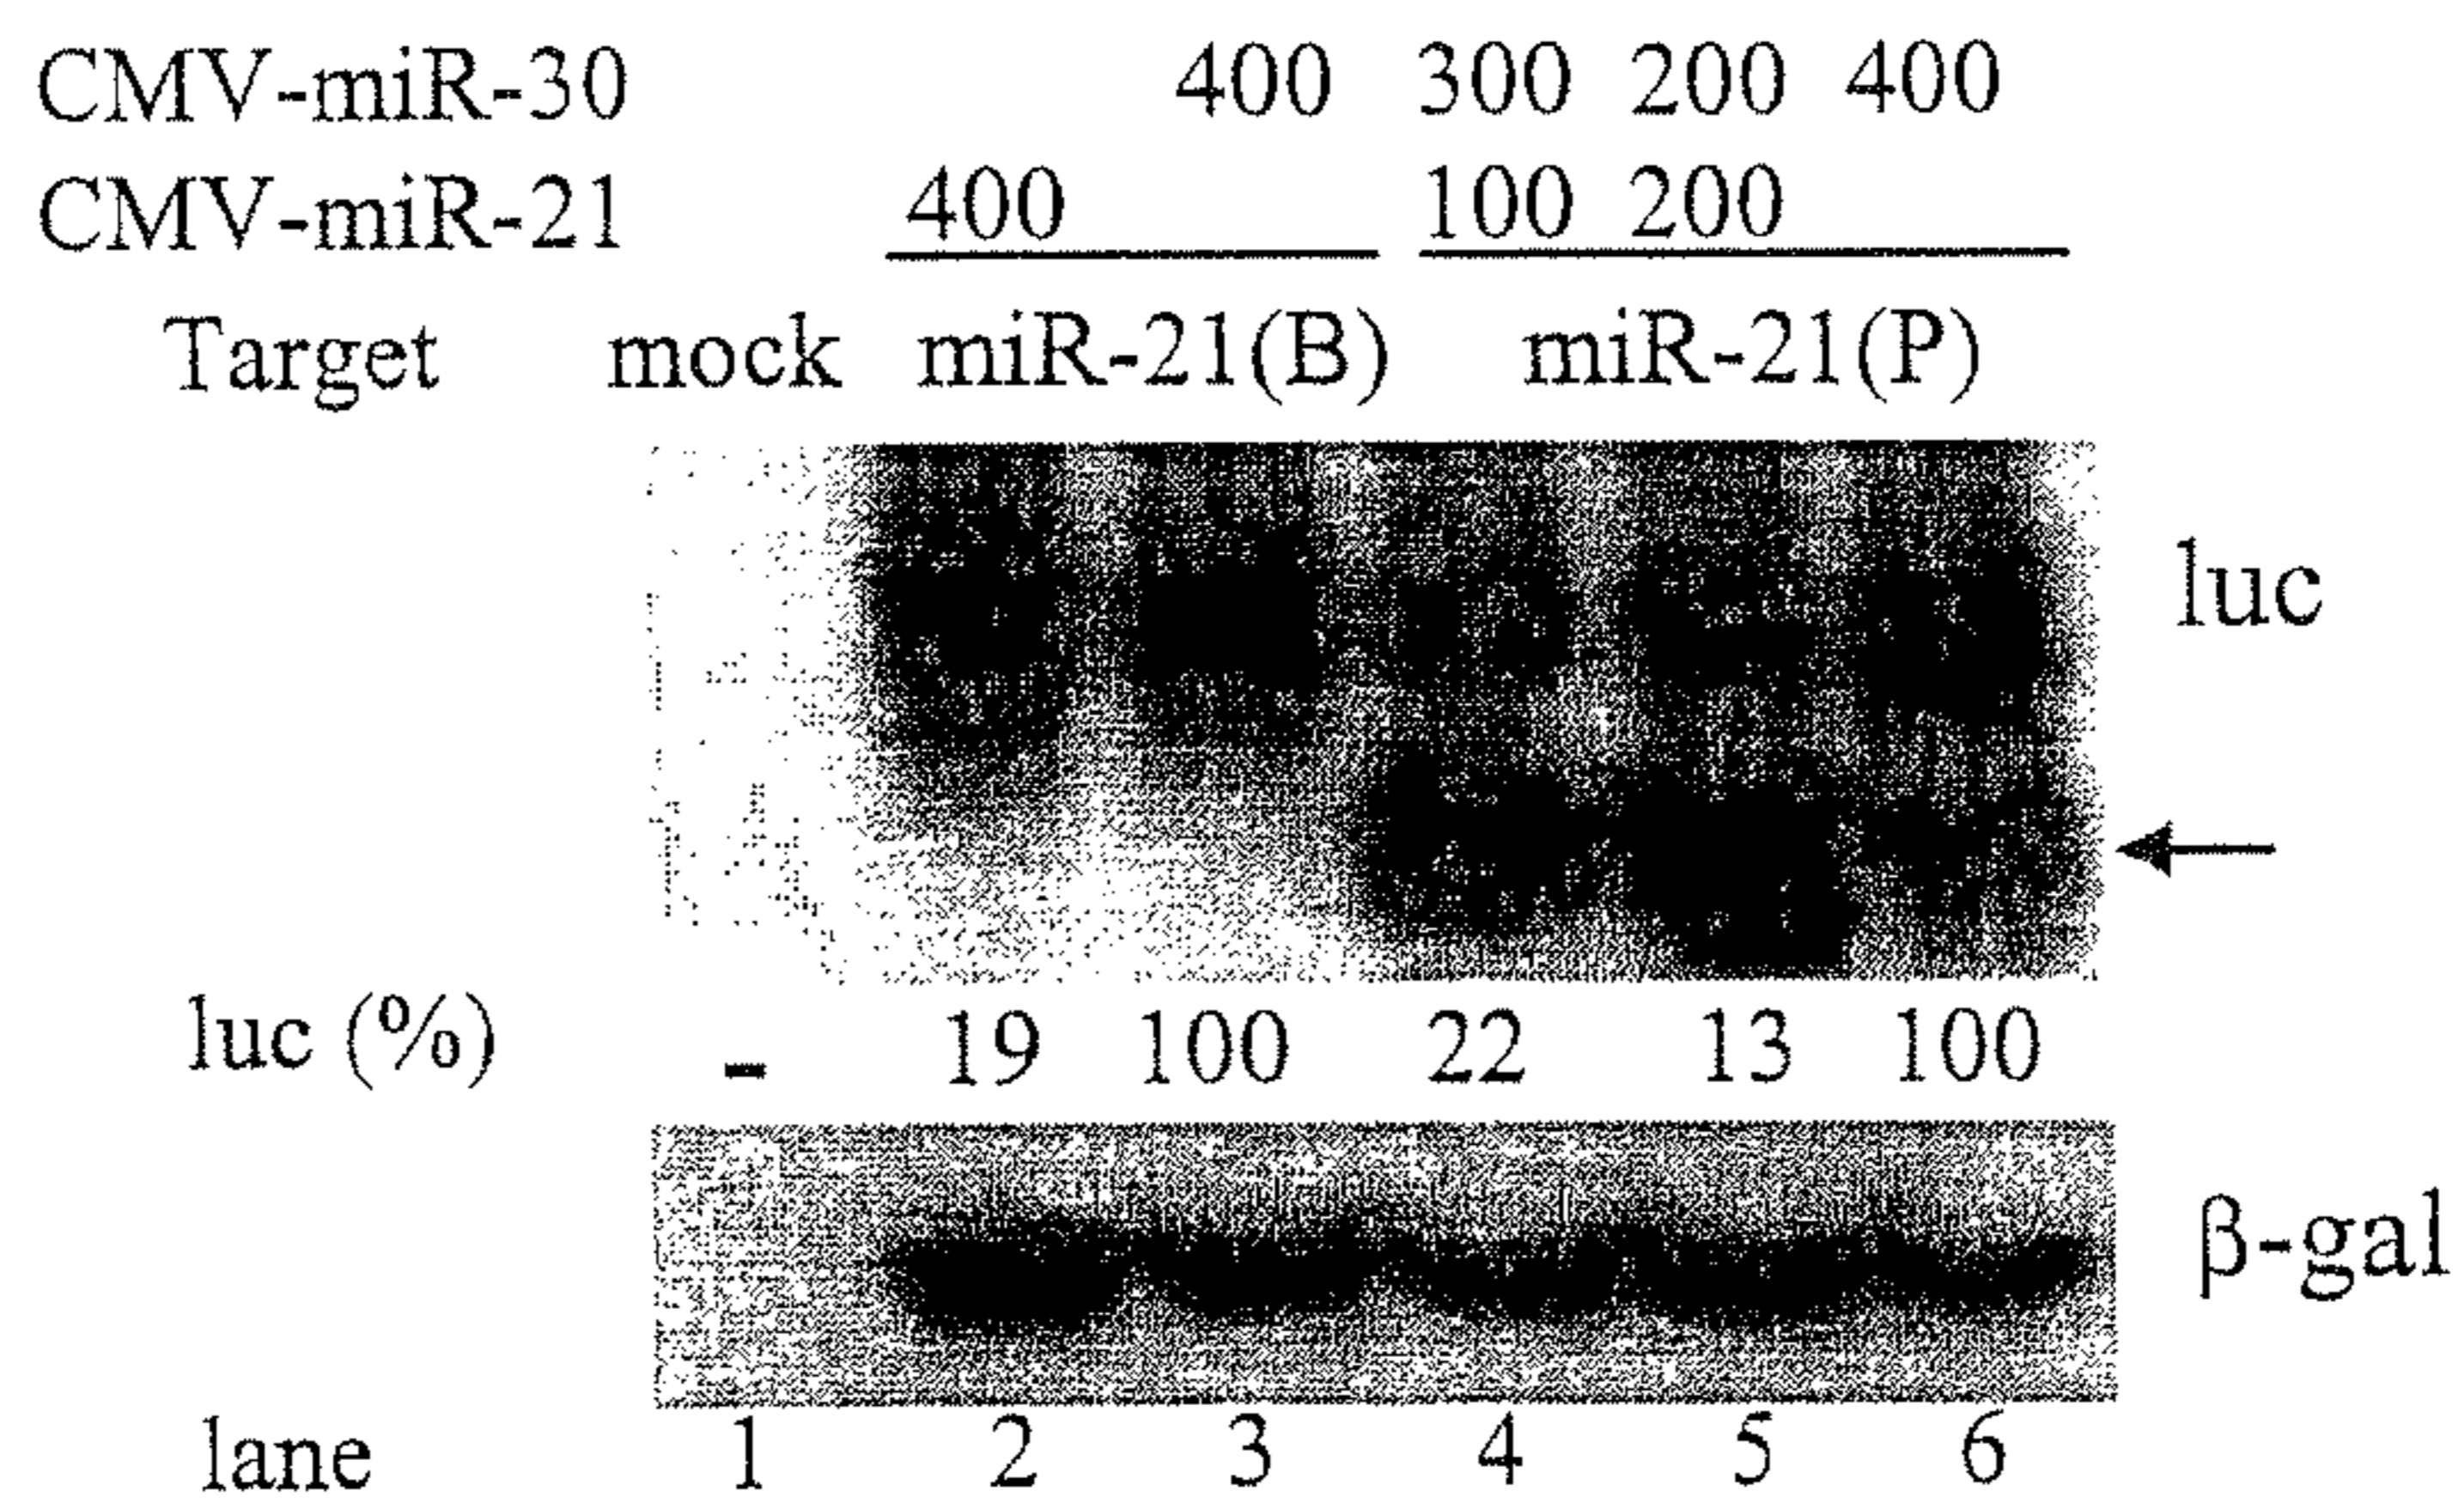 CMV-miR-30 400 300 200 400
CMV-miR-21 400 100 200
Target mock miR-21(B) miR-21(P)
luc
luc (%) - 19 100 22 13 100
β-gal
lane 1 2 3 4 5 6